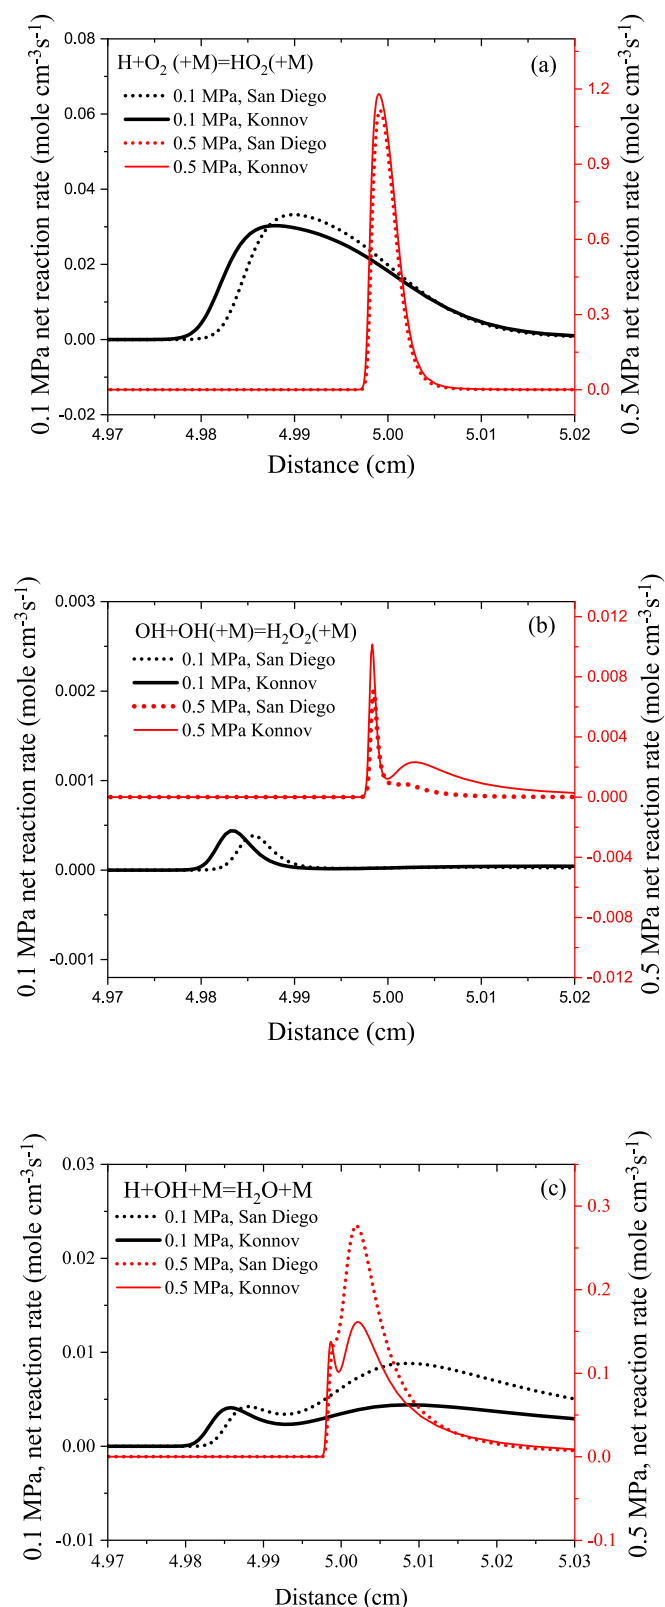 0.1 MPa net reaction rate (mole cm⁻³s⁻¹)
0.08
0.06
0.04
0.02
0.00
-0.02
H+O₂ (+M)=HO₂(+M)
(a)
0.1 MPa, San Diego
0.1 MPa, Konnov
0.5 MPa, San Diego
0.5 MPa, Konnov
1.2
0.9
0.6
0.3
0.0
0.5 MPa net reaction rate (mole cm⁻³s⁻¹)
4.97 4.98 4.99 5.00 5.01 5.02
Distance (cm)
0.1 MPa net reaction rate (mole cm⁻³s⁻¹)
0.003
0.002
0.001
0.000
-0.001
OH+OH(+M)=H₂O₂(+M)
(b)
0.1 MPa, San Diego
0.1 MPa, Konnov
0.5 MPa, San Diego
0.5 MPa Konnov
0.012
0.008
0.004
0.000
-0.004
-0.008
-0.012
0.5 MPa net reaction rate (mole cm⁻³s⁻¹)
4.97 4.98 4.99 5.00 5.01 5.02
Distance (cm)
0.1 MPa, net reaction rate (mole cm⁻³s⁻¹)
0.03
0.02
0.01
0.00
-0.01
H+OH+M=H₂O+M
(c)
0.1 MPa, San Diego
0.1 MPa, Konnov
0.5 MPa, San Diego
0.5 MPa, Konnov
0.3
0.2
0.1
0.0
-0.1
0.5 MPa, net reaction rate (mole cm⁻³s⁻¹)
4.97 4.98 4.99 5.00 5.01 5.02 5.03
Distance (cm)